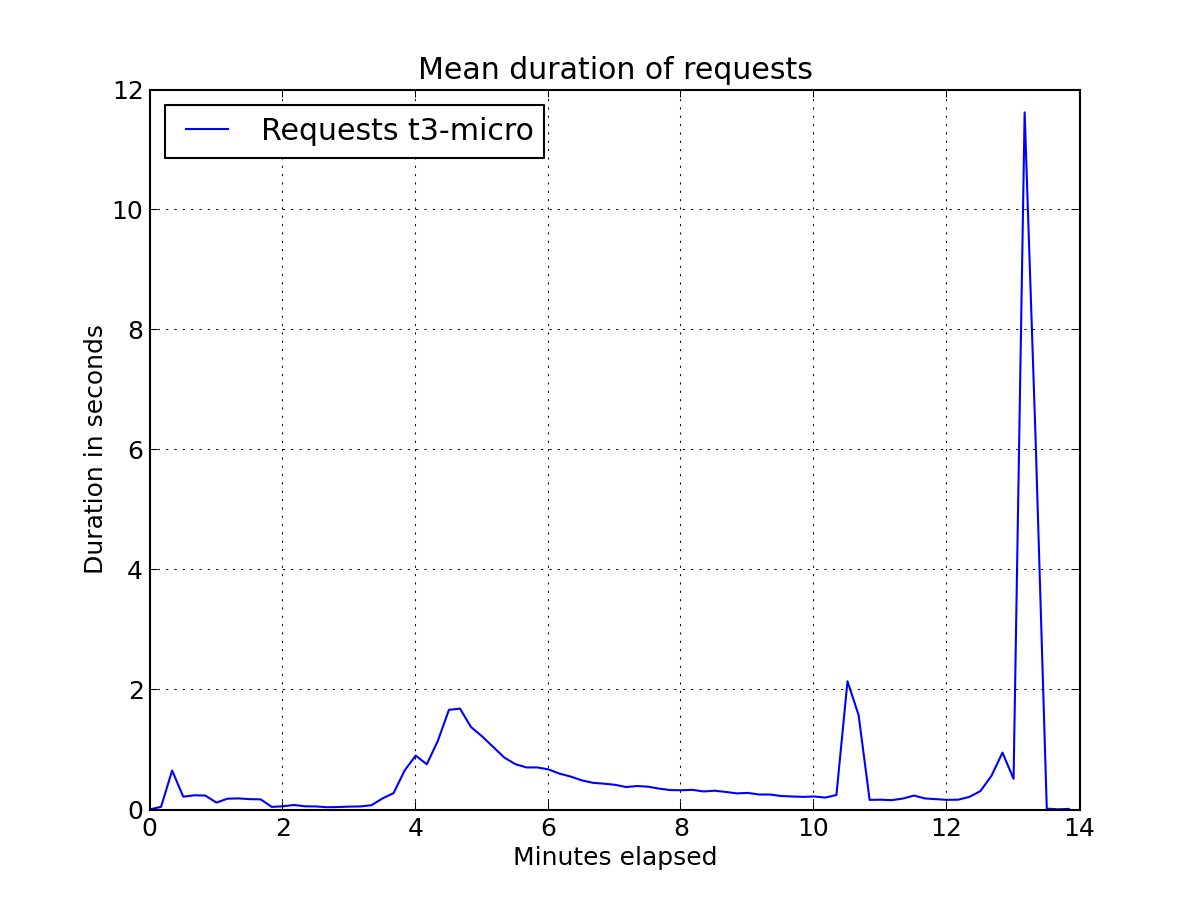 Mean duration of requests
Requests t3-micro
12
10
8
6
4
2
0
Duration in seconds
0 2 4 6 8 10 12 14
Minutes elapsed